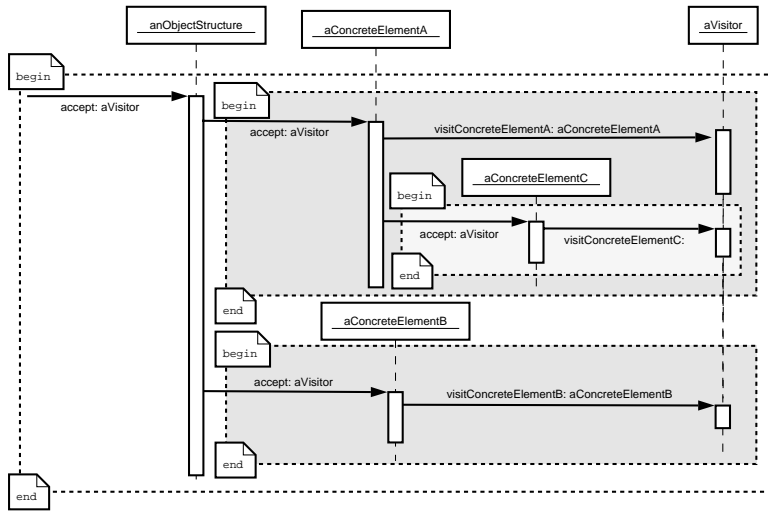 anObjectStructure
aConcreteElementA
aVisitor
begin
accept: aVisitor
begin
accept: aVisitor
visitConcreteElementA: aConcreteElementA
aConcreteElementC
begin
accept: aVisitor
visitConcreteElementC:
end
end
aConcreteElementB
begin
accept: aVisitor
visitConcreteElementB: aConcreteElementB
end
end